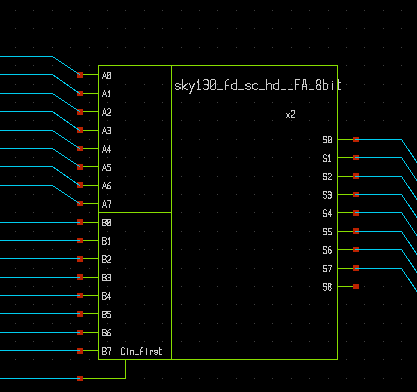 sky130_fd_sc_hd__FA_8bit
x2
A0
A1
A2
A3
A4
A5
A6
A7
B0
B1
B2
B3
B4
B5
B6
B7
Cin_first
S0
S1
S2
S3
S4
S5
S6
S7
S8